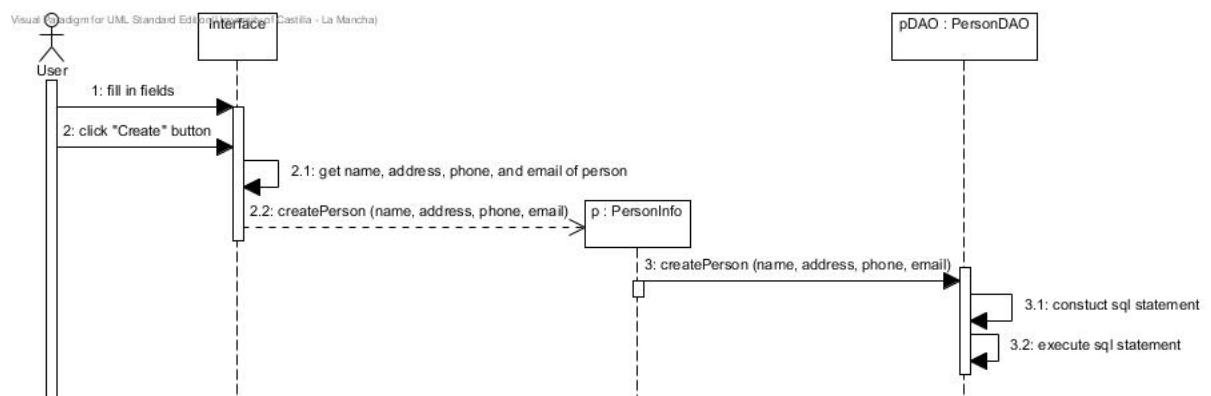 Visual Paradigm for UML Standard Edition(University of Castilla - La Mancha)
Interface
pDAO : PersonDAO
User
1: fill in fields
2: click "Create" button
2.1: get name, address, phone, and email of person
2.2: createPerson (name, address, phone, email)
p : PersonInfo
3: createPerson (name, address, phone, email)
3.1: constuct sql statement
3.2: execute sql statement